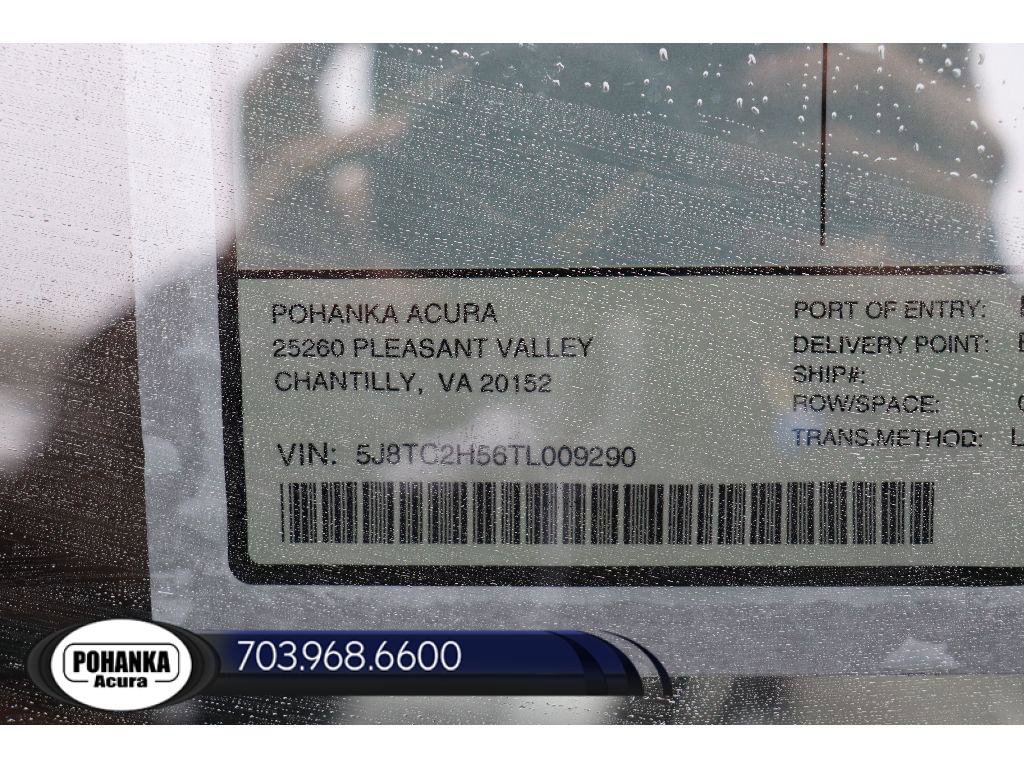 POHANKA ACURA
25260 PLEASANT VALLEY
CHANTILLY, VA 20152
VIN: 5J8TC2H56TL009290
PORT OF ENTRY:
DELIVERY POINT:
SHIP#:
ROW/SPACE:
TRANS.METHOD: L
POHANKA
Acura
703.968.6600